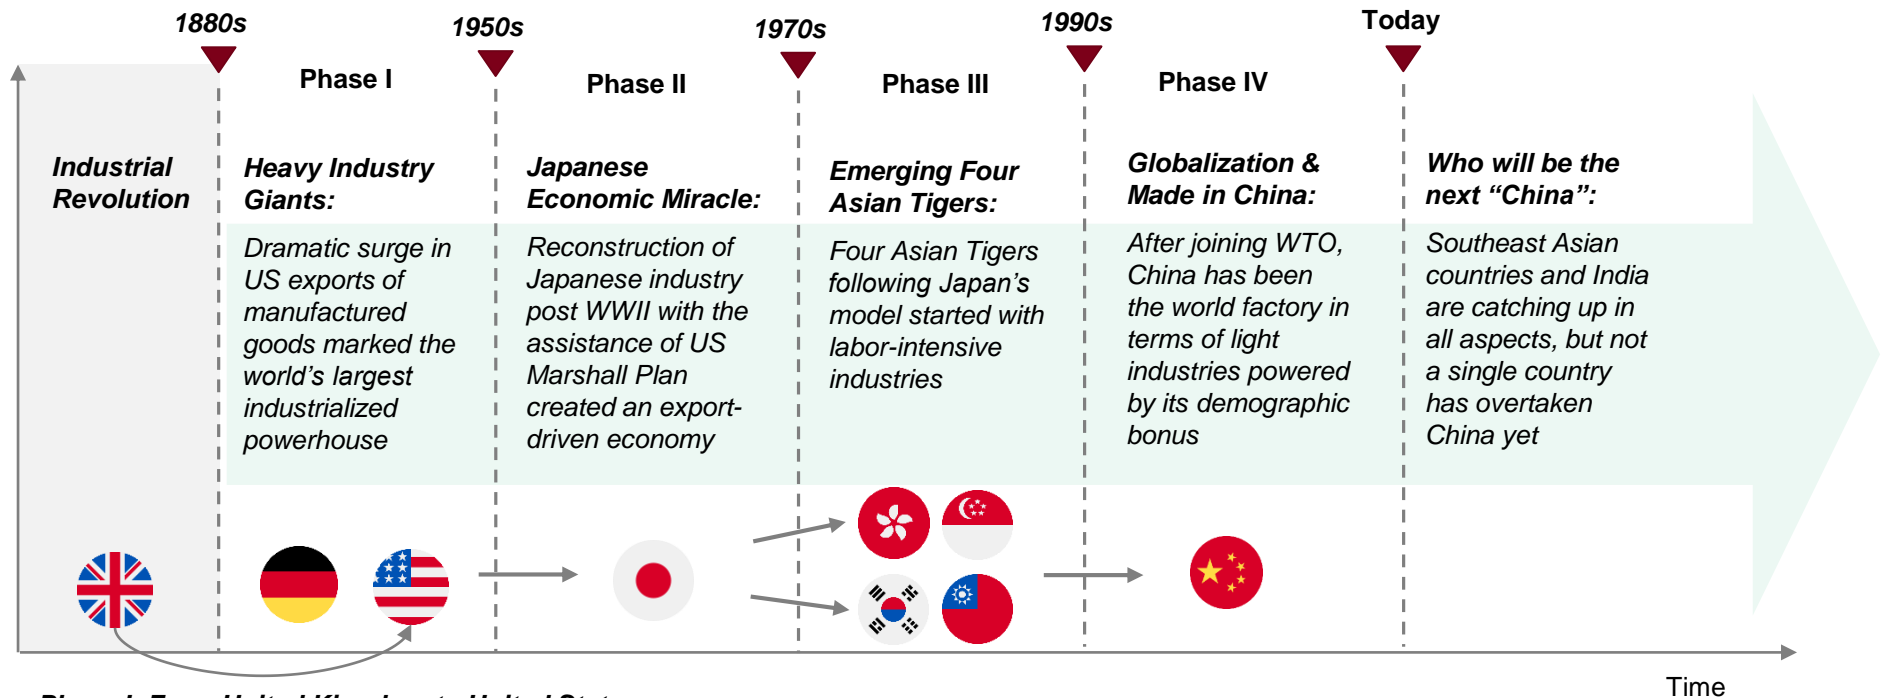 1880s
1950s
1970s
1990s
Today
Phase I
Phase II
Phase III
Phase IV
Industrial
Revolution
Heavy Industry
Giants:
Dramatic surge in
US exports of
manufactured
goods marked the
world's largest
industrialized
powerhouse
Japanese
Economic Miracle:
Reconstruction of
Japanese industry
post WWII with the
assistance of US
Marshall Plan
created an export-
driven economy
Emerging Four
Asian Tigers:
Four Asian Tigers
following Japan's
model started with
labor-intensive
industries
Globalization &
Made in China:
After joining WTO,
China has been
the world factory in
terms of light
industries powered
by its demographic
bonus
Who will be the
next “China”:
Southeast Asian
countries and India
are catching up in
all aspects, but not
a single country
has overtaken
China yet
Time